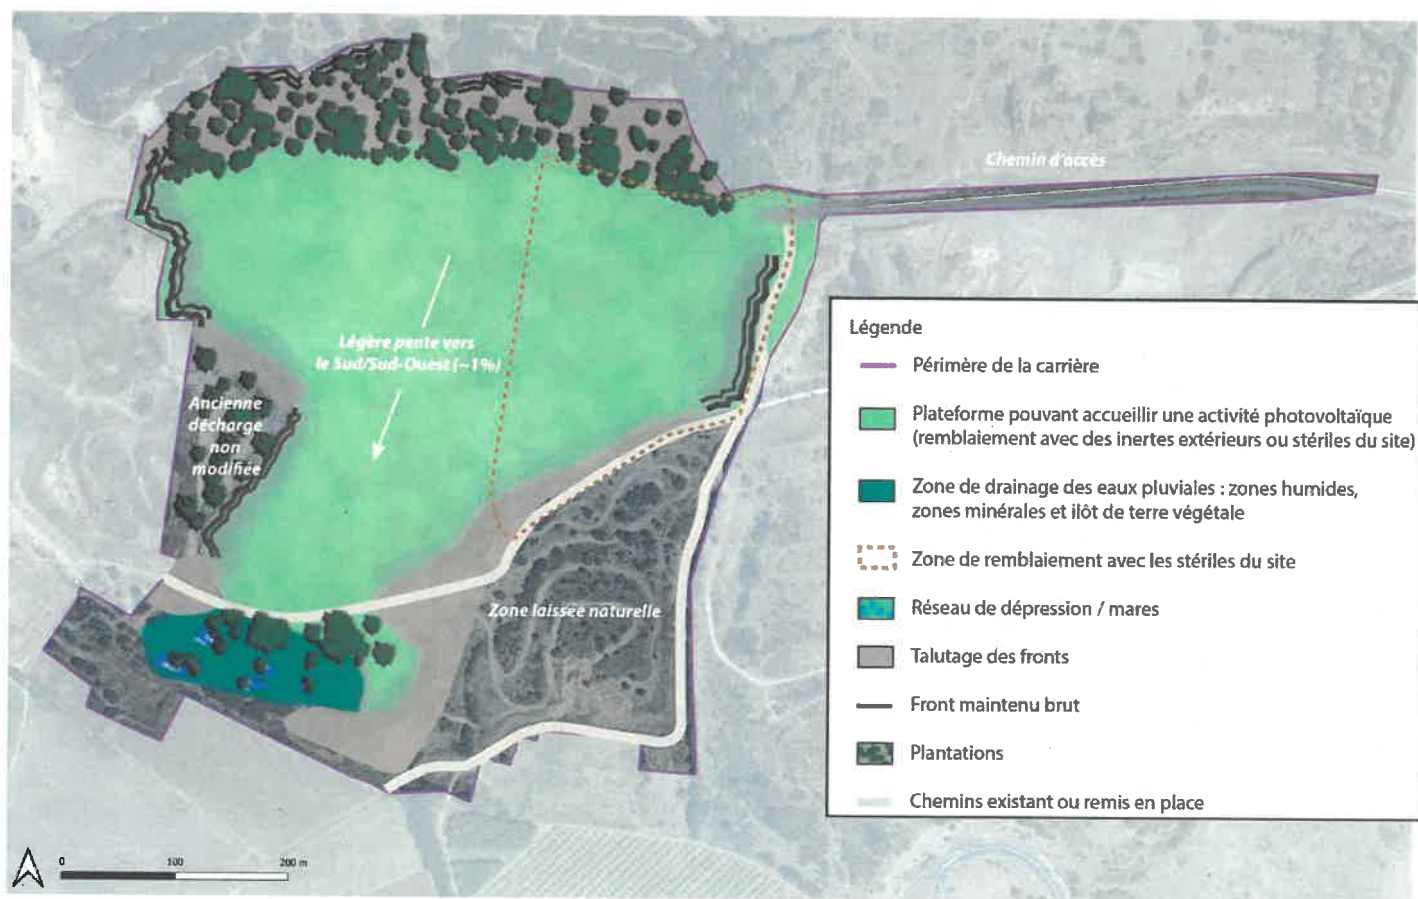 Chemin d'accès
Légère pente vers
le Sud/Sud-Ouest (~1%)
Ancienne
décharge
non
modifiée
Zone laissée naturelle
Légende
Périmère de la carrière
Plateforme pouvant accueillir une activité photovoltaïque
(remblaiement avec des inertes extérieurs ou stériles du site)
Zone de drainage des eaux pluviales : zones humides,
zones minérales et ilôt de terre végétale
Zone de remblaiement avec les stériles du site
Réseau de dépression / mares
Talutage des fronts
Front maintenu brut
Plantations
Chemins existant ou remis en place
0 100 200 m